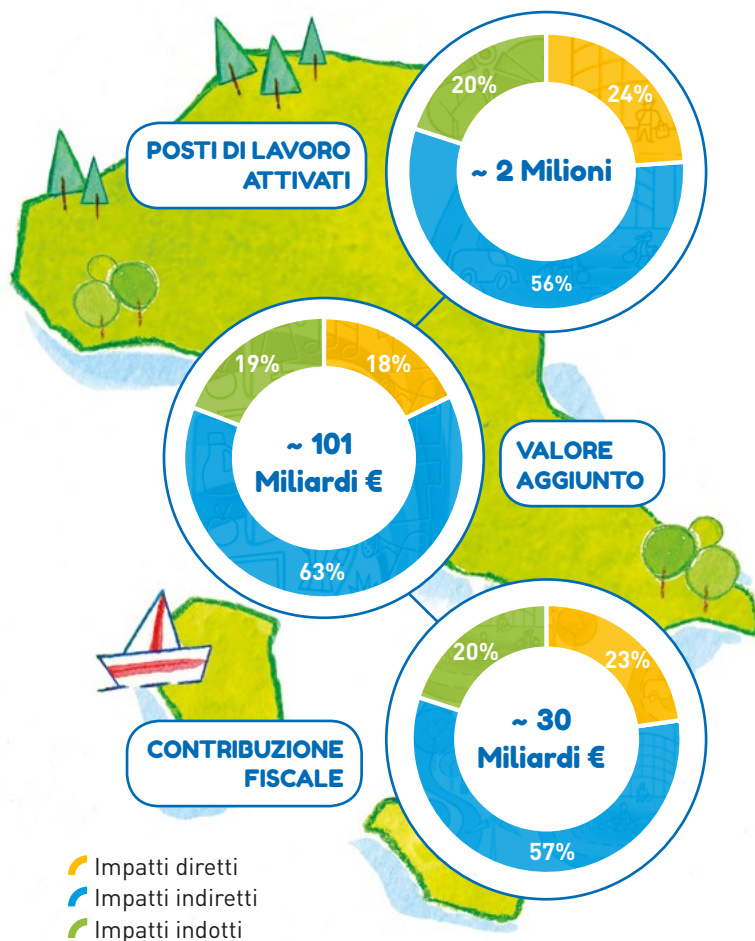 POSTI DI LAVORO
ATTIVATI
20%
24%
~ 2 Milioni
56%
19%
18%
~ 101
Miliardi €
63%
VALORE
AGGIUNTO
20%
23%
~ 30
Miliardi €
57%
CONTRIBUZIONE
FISCALE
Impatti diretti
Impatti indiretti
Impatti indotti